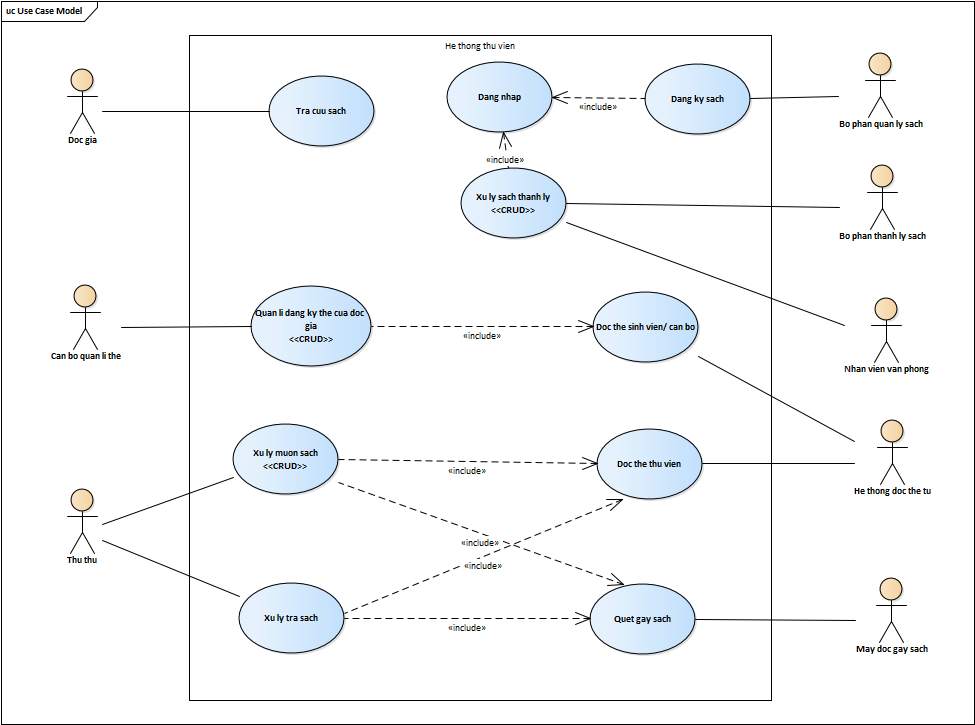 uc Use Case Model
He thong thu vien
Doc gia
Tra cuu sach
Dang nhap
«include»
Dang ky sach
Bo phan quan ly sach
«include»
Xu ly sach thanh ly
<<CRUD>>
Bo phan thanh ly sach
Can bo quan li the
Quan li dang ky the cua doc
gia
<<CRUD>>
«include»
Doc the sinh vien/ can bo
Nhan vien van phong
Xu ly muon sach
<<CRUD>>
«include»
Doc the thu vien
He thong doc the tu
Thu thu
«include»
«include»
Xu ly tra sach
«include»
Quet gay sach
May doc gay sach